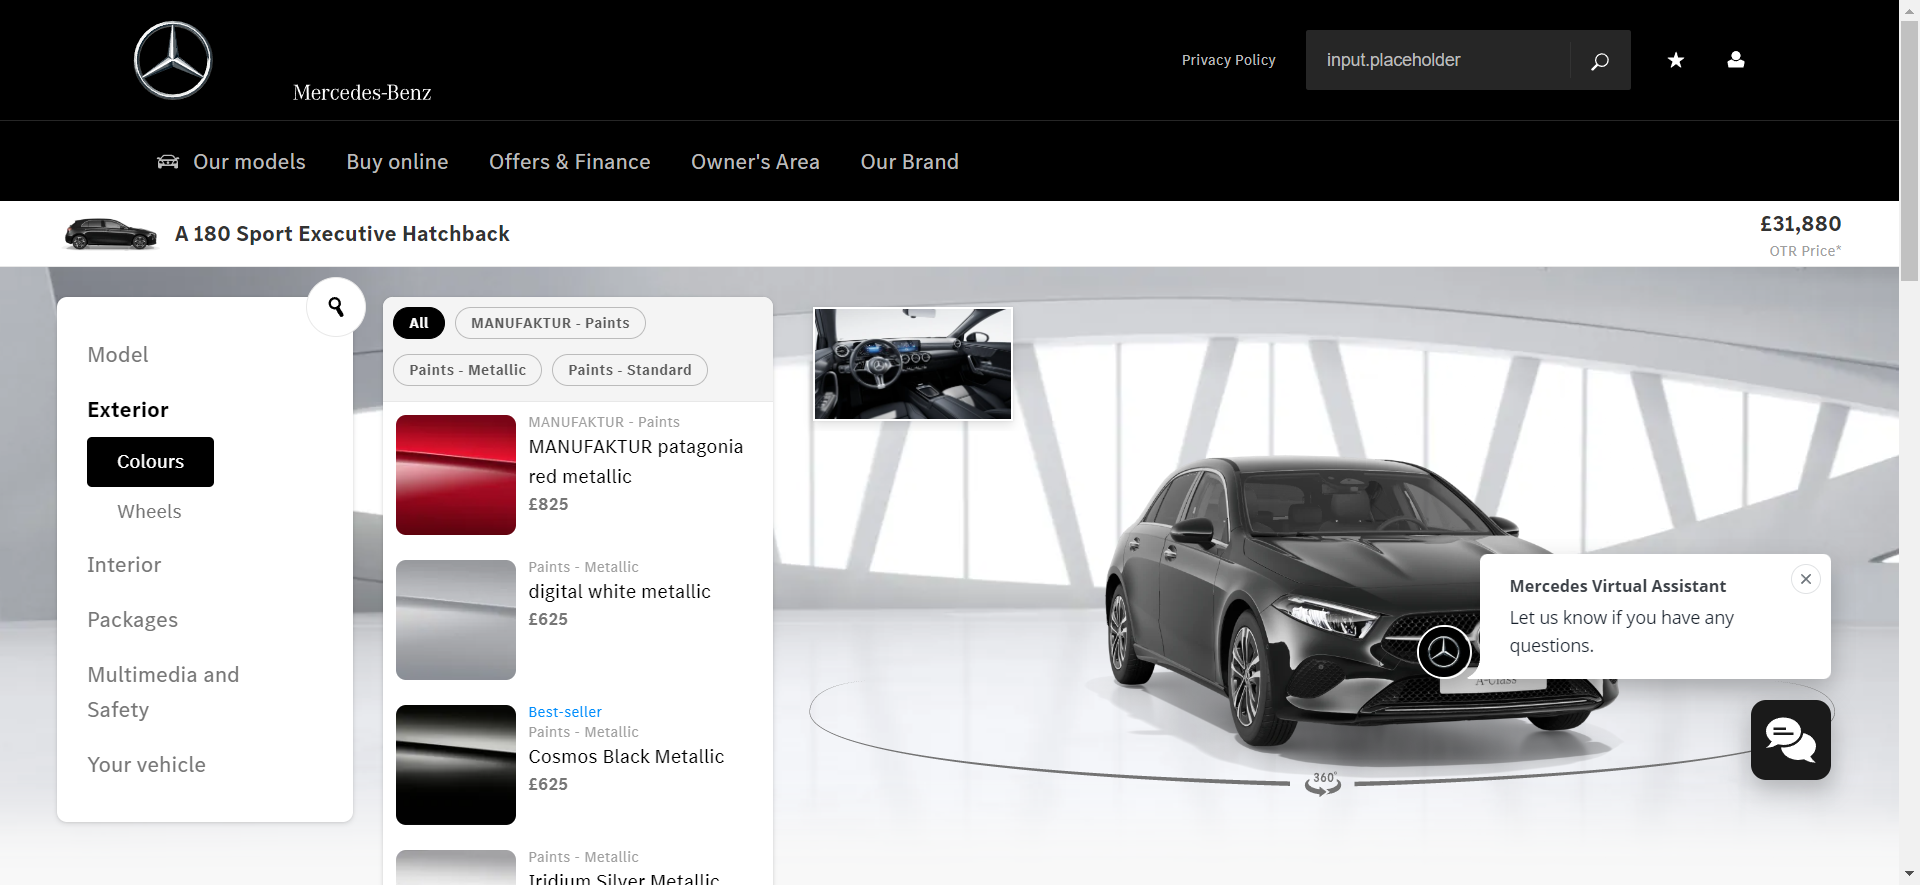 Mercedes-Benz
Privacy Policy
input.placeholder
Our models
Buy online
Offers & Finance
Owner's Area
Our Brand
A 180 Sport Executive Hatchback
£31,880
OTR Price*
Model
Exterior
Colours
Wheels
Interior
Packages
Multimedia and
Safety
Your vehicle
All
MANUFAKTUR - Paints
Paints - Metallic
Paints - Standard
MANUFAKTUR - Paints
MANUFAKTUR patagonia
red metallic
£825
Paints - Metallic
digital white metallic
£625
Best-seller
Paints - Metallic
Cosmos Black Metallic
£625
Paints - Metallic
Iridium Silver Metallic
Mercedes Virtual Assistant
Let us know if you have any
questions.
A-Class
360°